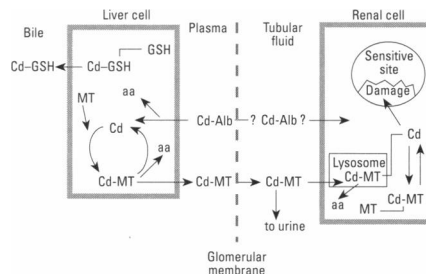 Liver cell
Plasma
Tubular
fluid
Renal cell
Bile
GSH
Cd–GSH
Cd–GSH
MT
aa
Cd
Cd-Alb
? Cd-Alb ?
aa
Cd-MT
Cd-MT
Cd-MT
to urine
Glomerular
membrane
Sensitive
site
Damage
Cd
Lysosome
Cd-MT
aa
MT
Cd-MT